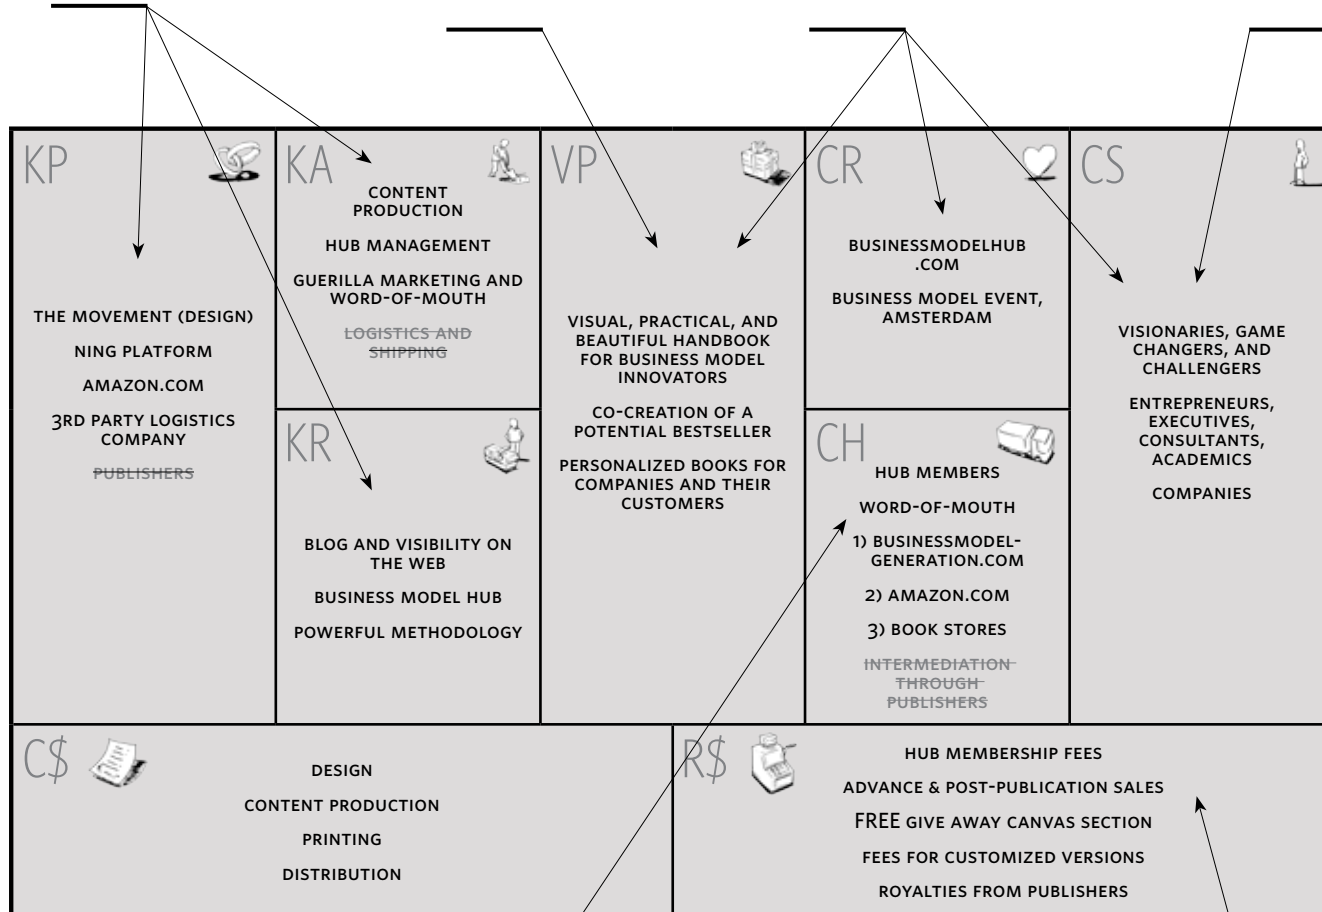 KP
THE MOVEMENT (DESIGN)
NING PLATFORM
AMAZON.COM
3RD PARTY LOGISTICS
COMPANY
PUBLISHERS
KA
CONTENT
PRODUCTION
HUB MANAGEMENT
GUERILLA MARKETING AND
WORD-OF-MOUTH
LOGISTICS AND
SHIPPING
KR
BLOG AND VISIBILITY ON
THE WEB
BUSINESS MODEL HUB
POWERFUL METHODOLOGY
VP
VISUAL, PRACTICAL, AND
BEAUTIFUL HANDBOOK
FOR BUSINESS MODEL
INNOVATORS
CO-CREATION OF A
POTENTIAL BESTSELLER
PERSONALIZED BOOKS FOR
COMPANIES AND THEIR
CUSTOMERS
CR
BUSINESSMODELHUB
.COM
BUSINESS MODEL EVENT,
AMSTERDAM
CH
HUB MEMBERS
WORD-OF-MOUTH
1) BUSINESSMODEL-
GENERATION.COM
2) AMAZON.COM
3) BOOK STORES
INTERMEDIATION
THROUGH
PUBLISHERS
CS
VISIONARIES, GAME
CHANGERS, AND
CHALLENGERS
ENTREPRENEURS,
EXECUTIVES,
CONSULTANTS,
ACADEMICS
COMPANIES
C$
DESIGN
CONTENT PRODUCTION
PRINTING
DISTRIBUTION
R$
HUB MEMBERSHIP FEES
ADVANCE & POST-PUBLICATION SALES
FREE GIVE AWAY CANVAS SECTION
FEES FOR CUSTOMIZED VERSIONS
ROYALTIES FROM PUBLISHERS